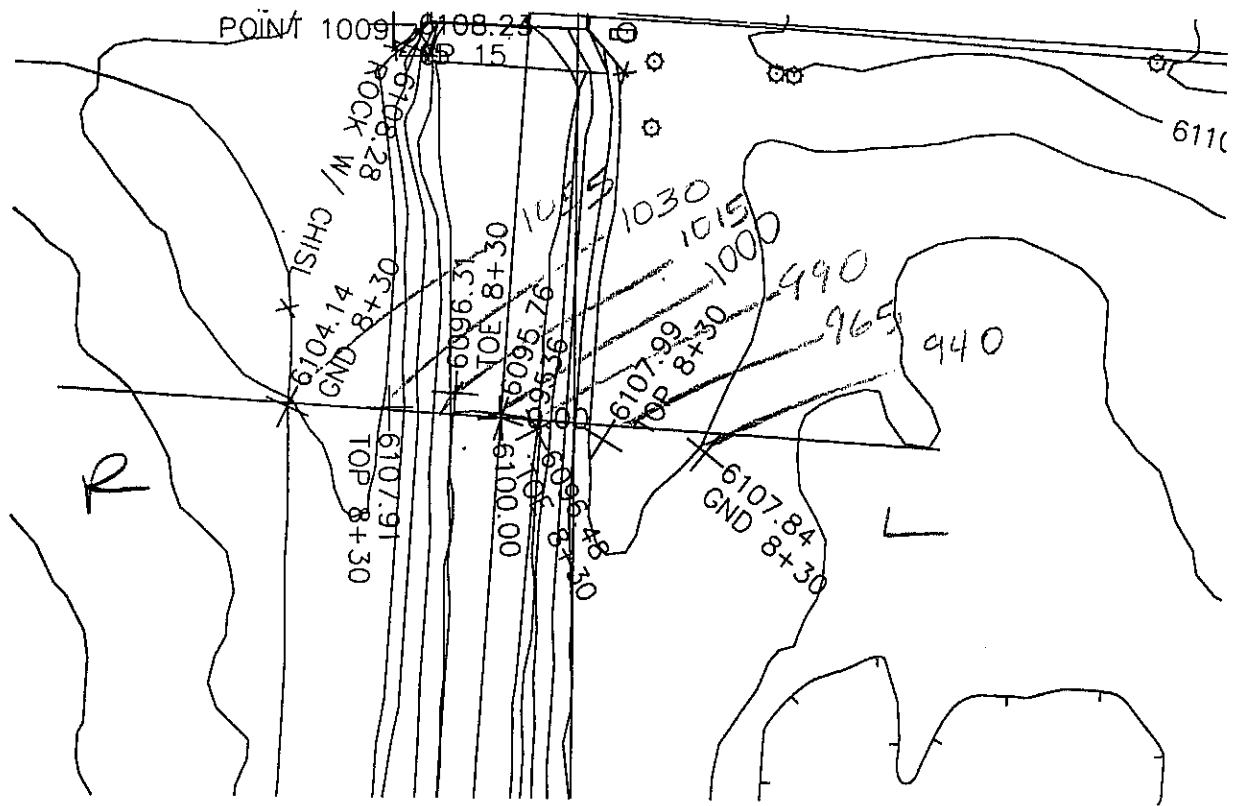 POINT 1009
6108.23
15
6108.28
ROCK W/ CHISL
6110
1030
1015
1000
990
965
940
6104.14
GND 8+30
6096.31
TOE 8+30
6095.76
6107.99
TOP 8+30
6107.91
TOP 8+30
6100.00
6096.48
8+30
6107.84
GND 8+30
R
L